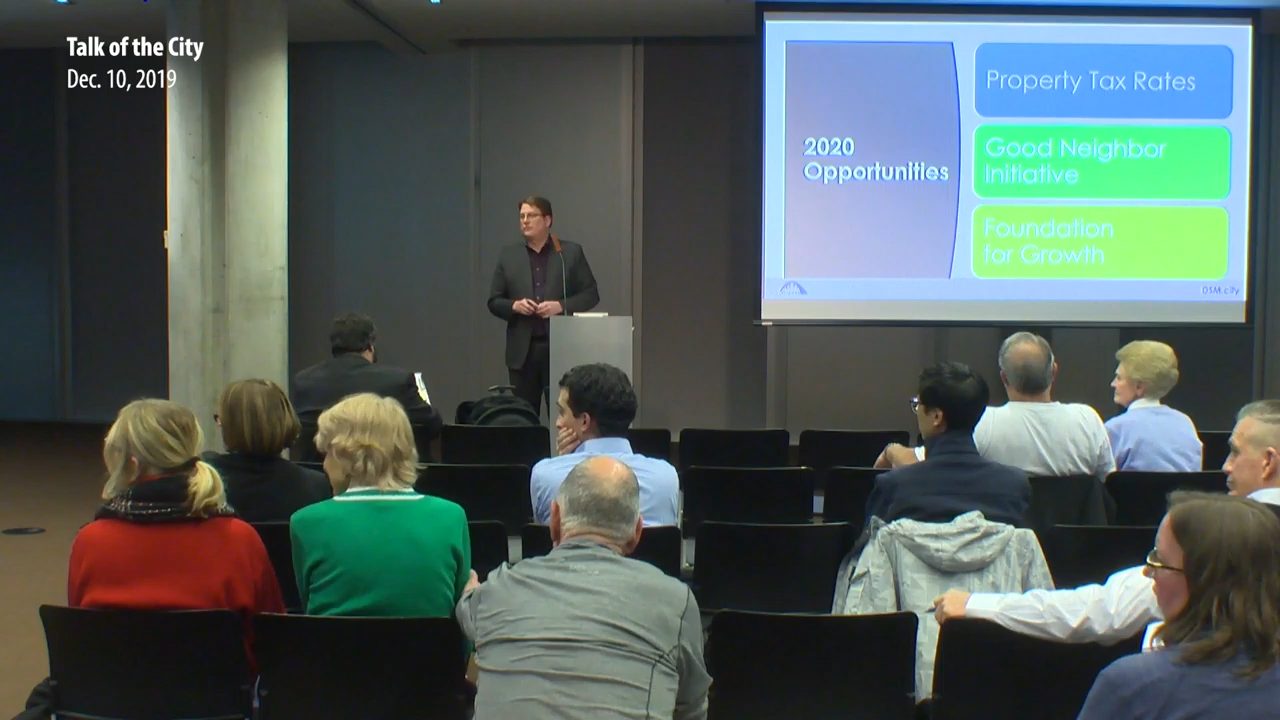 Talk of the City
Dec. 10, 2019
2020
Opportunities
Property Tax Rates
Good Neighbor
Initiative
Foundation
for Growth
DSM.city